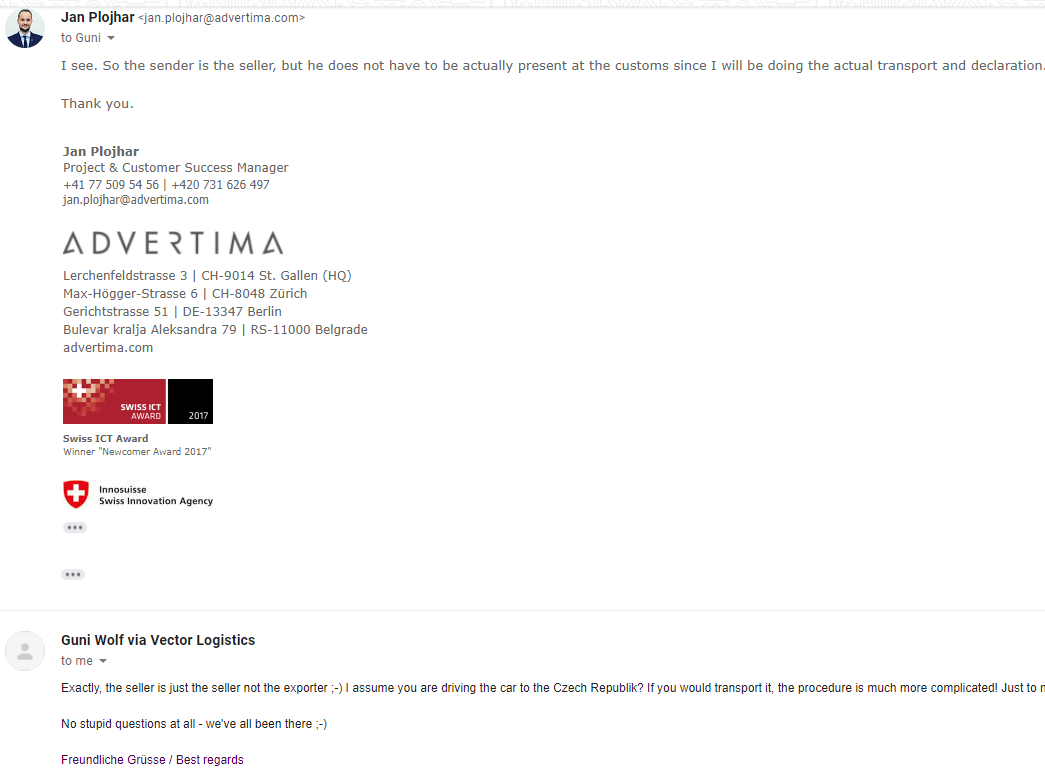 Jan Plojhar <jan.plojhar@advertima.com>
to Guni
I see. So the sender is the seller, but he does not have to be actually present at the customs since I will be doing the actual transport and declaration.
Thank you.
Jan Plojhar
Project & Customer Success Manager
+41 77 509 54 56 | +420 731 626 497
jan.plojhar@advertima.com
ADVERTIMA
Lerchenfeldstrasse 3 | CH-9014 St. Gallen (HQ)
Max-Högger-Strasse 6 | CH-8048 Zürich
Gerichtstrasse 51 | DE-13347 Berlin
Bulevar kralja Aleksandra 79 | RS-11000 Belgrade
advertima.com
SWISS ICT
AWARD 2017
Swiss ICT Award
Winner "Newcomer Award 2017"
Innosuisse
Swiss Innovation Agency
Guni Wolf via Vector Logistics
to me
Exactly, the seller is just the seller not the exporter ;-) I assume you are driving the car to the Czech Republik? If you would transport it, the procedure is much more complicated! Just to
No stupid questions at all - we've all been there ;-)
Freundliche Grüsse / Best regards